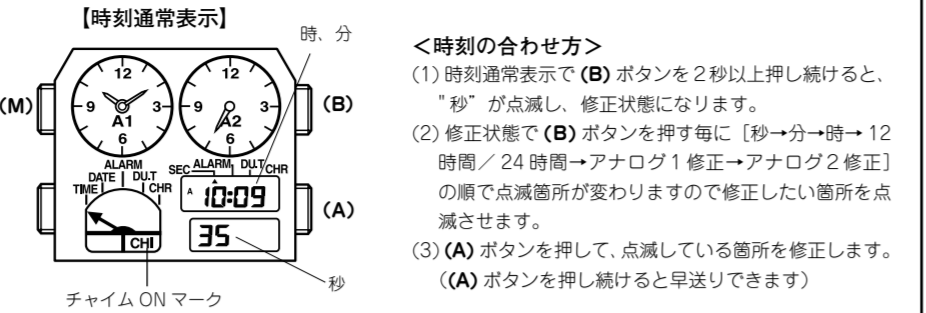 【時刻通常表示】
時、分
(M)
(B)
(A)
12
9
3
A1
6
12
9
3
A2
6
ALARM
DATE
DU.T
TIME
CHR
SEC
ALARM
DU.T
CHR
A
10:09
35
CHI
秒
チャイム ON マーク
＜時刻の合わせ方＞
(1) 時刻通常表示で (B) ボタンを２秒以上押し続けると、
"秒”が点滅し、修正状態になリます。
(2) 修正状態で (B) ボタンを押す毎に［秒→分→時→ 12
時間／ 24 時間→アナログ１修正→アナログ２修正］
の順で点滅箇所が変わりますので修正したい箇所を点
滅させます。
(3) (A) ボタンを押して、点滅している箇所を修正します。
（(A) ボタンを押し続けると早送りできます）